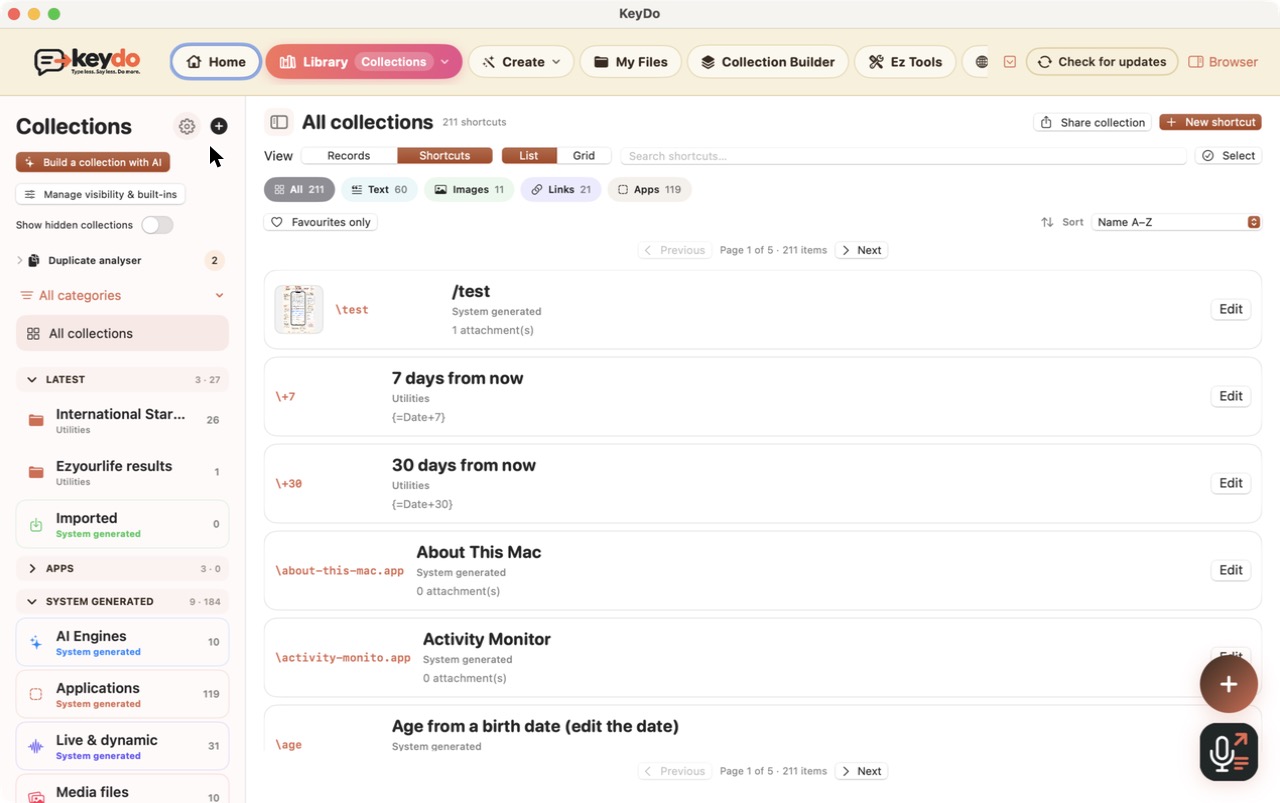 KeyDo
keydo
Type less. Say less. Do more.
Home
Library Collections
Create
My Files
Collection Builder
Ez Tools
Check for updates
Browser
Collections
Build a collection with AI
Manage visibility & built-ins
Show hidden collections
Duplicate analyser 2
All categories
All collections
LATEST 3 · 27
International Star... 26
Utilities
Ezyourlife results 1
Utilities
Imported 0
System generated
APPS 3 · 0
SYSTEM GENERATED 9 · 184
AI Engines 10
System generated
Applications 119
System generated
Live & dynamic 31
System generated
Media files 10
All collections 211 shortcuts
Share collection
New shortcut
View Records Shortcuts List Grid Search shortcuts... Select
All 211 Text 60 Images 11 Links 21 Apps 119
Favourites only
Sort Name A–Z
Previous Page 1 of 5 · 211 items Next
\test
/test
System generated
1 attachment(s)
Edit
\+7
7 days from now
Utilities
{=Date+7}
Edit
\+30
30 days from now
Utilities
{=Date+30}
Edit
\about-this-mac.app
About This Mac
System generated
0 attachment(s)
Edit
\activity-monito.app
Activity Monitor
System generated
0 attachment(s)
Edit
\age
Age from a birth date (edit the date)
System generated
Previous Page 1 of 5 · 211 items Next